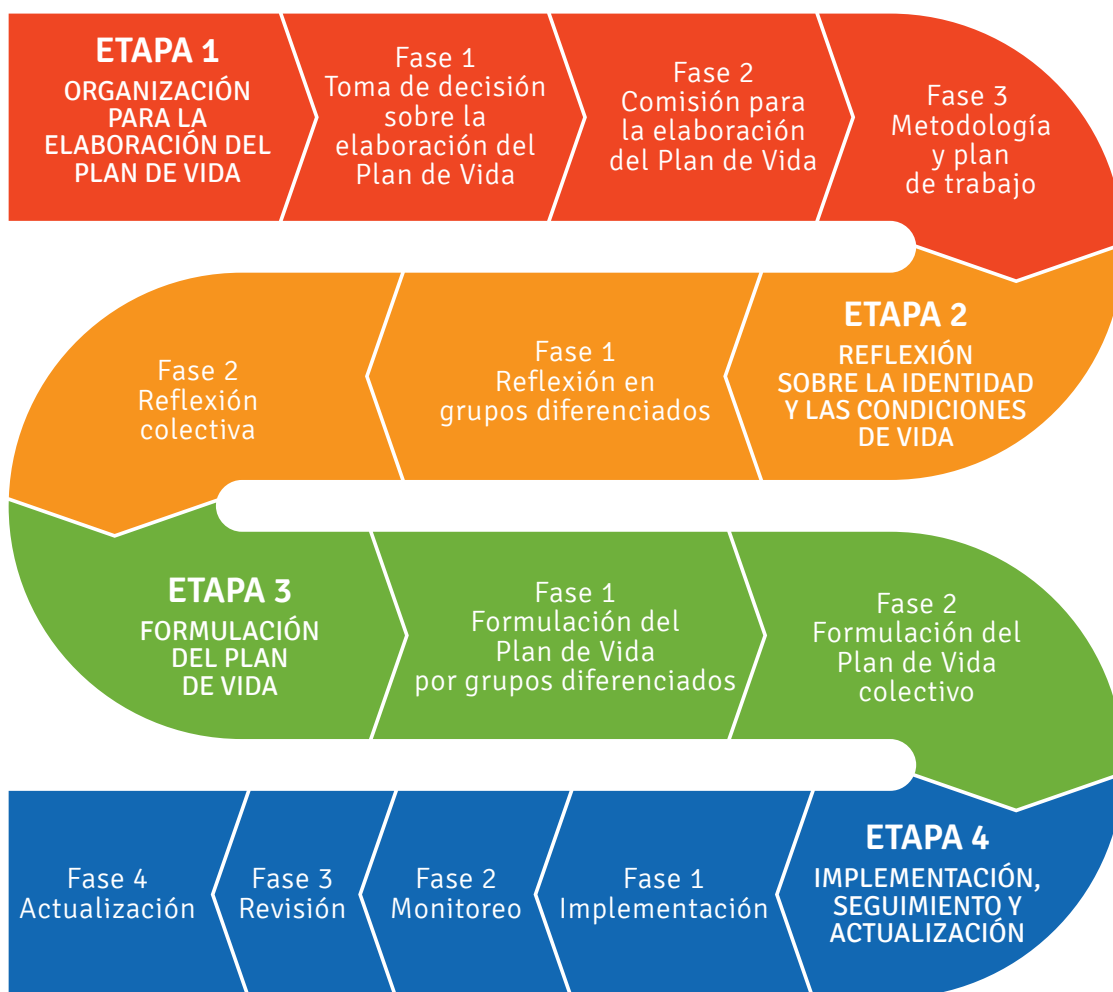 ETAPA 1
ORGANIZACIÓN
PARA LA
ELABORACIÓN DEL
PLAN DE VIDA
Fase 1
Toma de decisión
sobre la
elaboración del
Plan de Vida
Fase 2
Comisión para
la elaboración
del Plan de Vida
Fase 3
Metodología
y plan
de trabajo
ETAPA 2
REFLEXIÓN
SOBRE LA IDENTIDAD
Y LAS CONDICIONES
DE VIDA
Fase 1
Reflexión en
grupos diferenciados
Fase 2
Reflexión
colectiva
ETAPA 3
FORMULACIÓN
DEL PLAN
DE VIDA
Fase 1
Formulación del
Plan de Vida
por grupos diferenciados
Fase 2
Formulación del
Plan de Vida
colectivo
ETAPA 4
IMPLEMENTACIÓN,
SEGUIMIENTO Y
ACTUALIZACIÓN
Fase 1
Implementación
Fase 2
Monitoreo
Fase 3
Revisión
Fase 4
Actualización